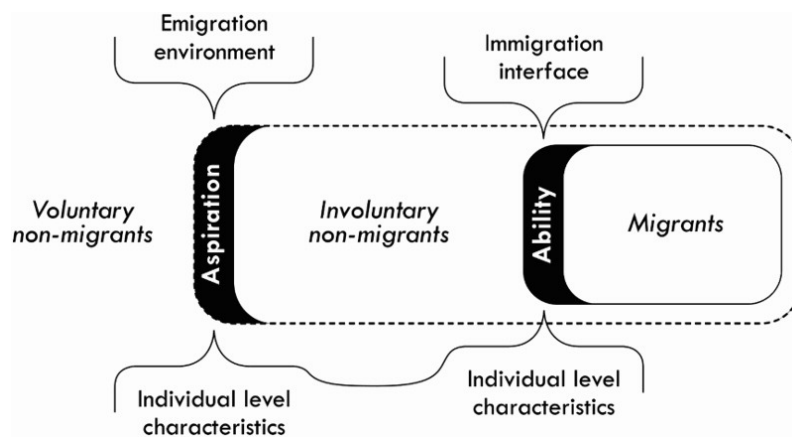 Emigration
environment
Immigration
interface
Voluntary
non-migrants
Aspiration
Involuntary
non-migrants
Ability
Migrants
Individual level
characteristics
Individual level
characteristics